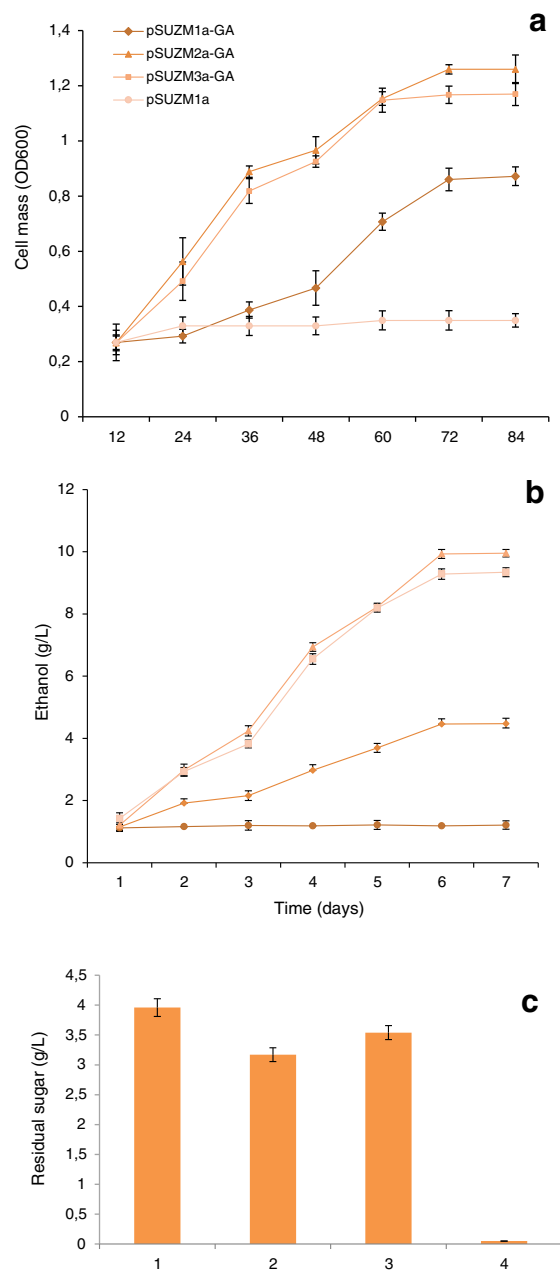 a
pSUZM1a-GA
pSUZM2a-GA
pSUZM3a-GA
pSUZM1a
Cell mass (OD600)
1,4
1,2
1
0,8
0,6
0,4
0,2
0
12 24 36 48 60 72 84
b
Ethanol (g/L)
12
10
8
6
4
2
0
1 2 3 4 5 6 7
Time (days)
c
Residual sugar (g/L)
4,5
4
3,5
3
2,5
2
1,5
1
0,5
0
1 2 3 4